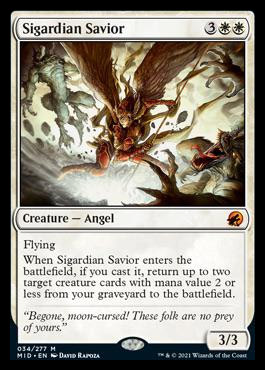 Sigardian Savior 3
Creature — Angel
Flying
When Sigardian Savior enters the
battlefield, if you cast it, return up to two
target creature cards with mana value 2 or
less from your graveyard to the battlefield.
“Begone, moon-cursed! These folk are no prey
of yours.”
3/3
034/277 M
MID • EN DAVID RAPOZA
™ & © 2021 Wizards of the Coast